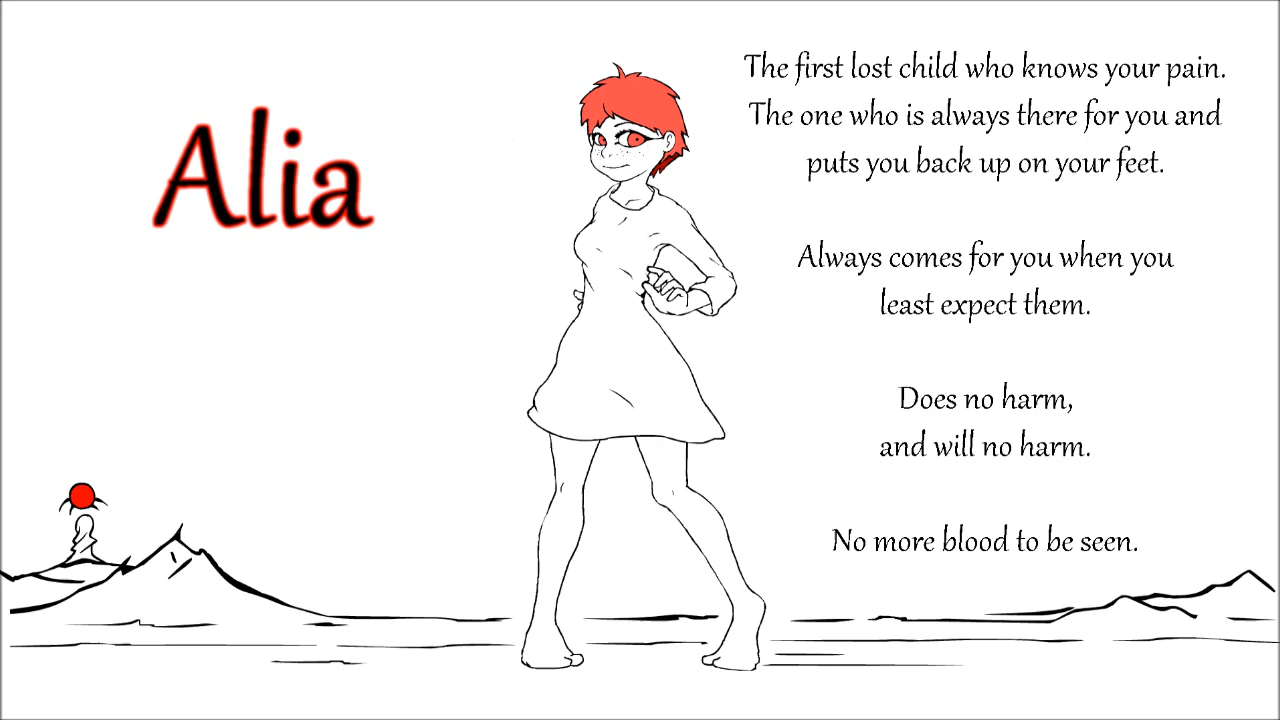 Alia
The first lost child who knows your pain.
The one who is always there for you and
puts you back up on your feet.
Always comes for you when you
least expect them.
Does no harm,
and will no harm.
No more blood to be seen.